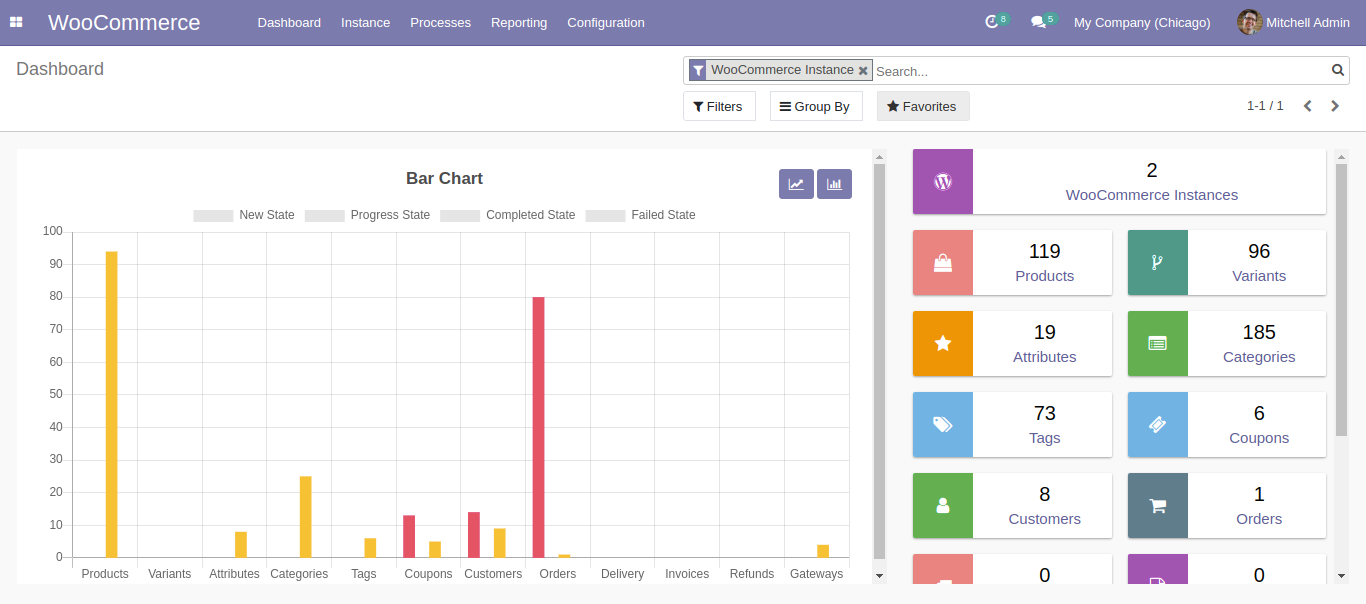 WooCommerce Dashboard Instance Processes Reporting Configuration 8 5 My Company (Chicago) Mitchell Admin
Dashboard
WooCommerce Instance Search...
Filters Group By Favorites 1-1 / 1
Bar Chart
New State Progress State Completed State Failed State
100
90
80
70
60
50
40
30
20
10
0
Products Variants Attributes Categories Tags Coupons Customers Orders Delivery Invoices Refunds Gateways
2
WooCommerce Instances
119
Products
96
Variants
19
Attributes
185
Categories
73
Tags
6
Coupons
8
Customers
1
Orders
0
0